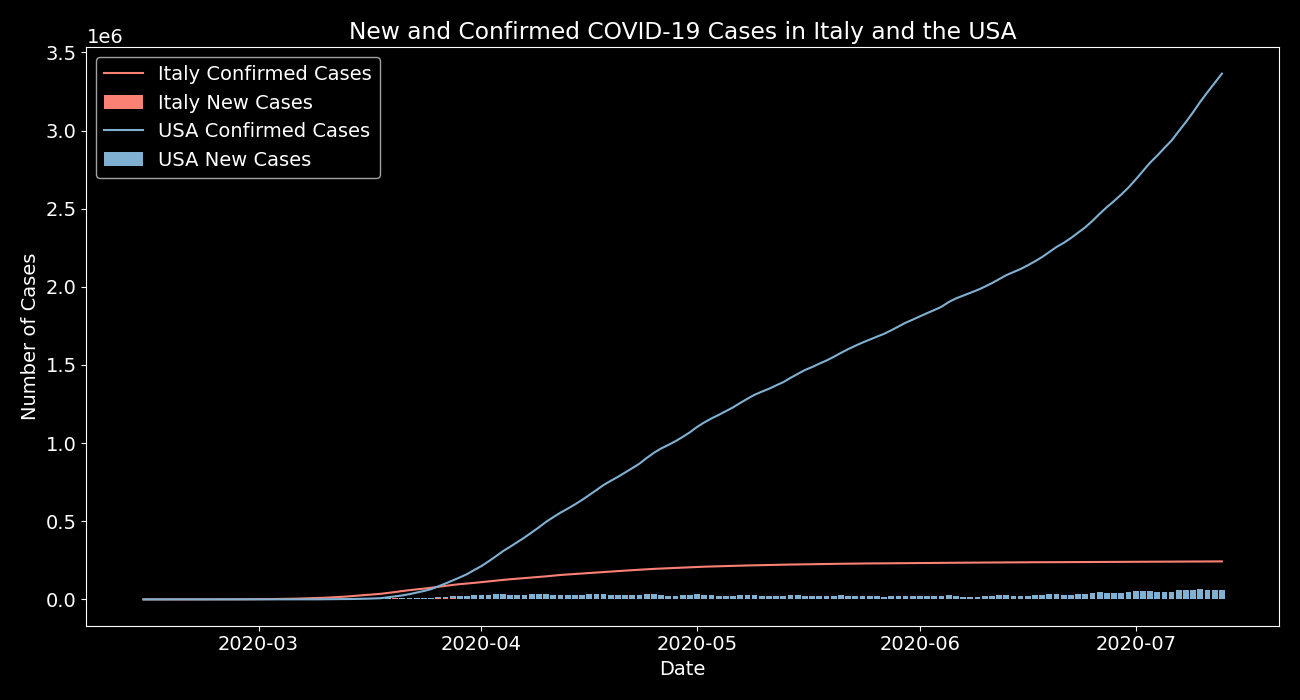 New and Confirmed COVID-19 Cases in Italy and the USA
1e6
3.5
3.0
2.5
2.0
1.5
1.0
0.5
0.0
Number of Cases
Italy Confirmed Cases
Italy New Cases
USA Confirmed Cases
USA New Cases
2020-03 2020-04 2020-05 2020-06 2020-07
Date